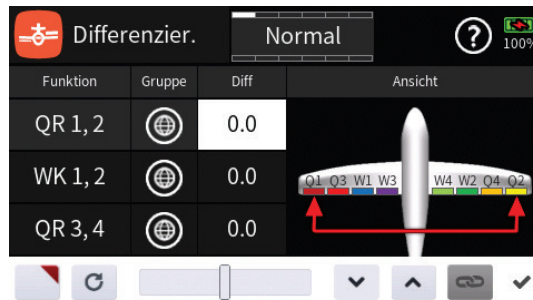 Differenzier. Normal ? 100%
Funktion Gruppe Diff Ansicht
QR 1, 2 0.0
WK 1, 2 0.0
Q1 Q3 W1 W3 W4 W2 Q4 Q2
QR 3, 4 0.0